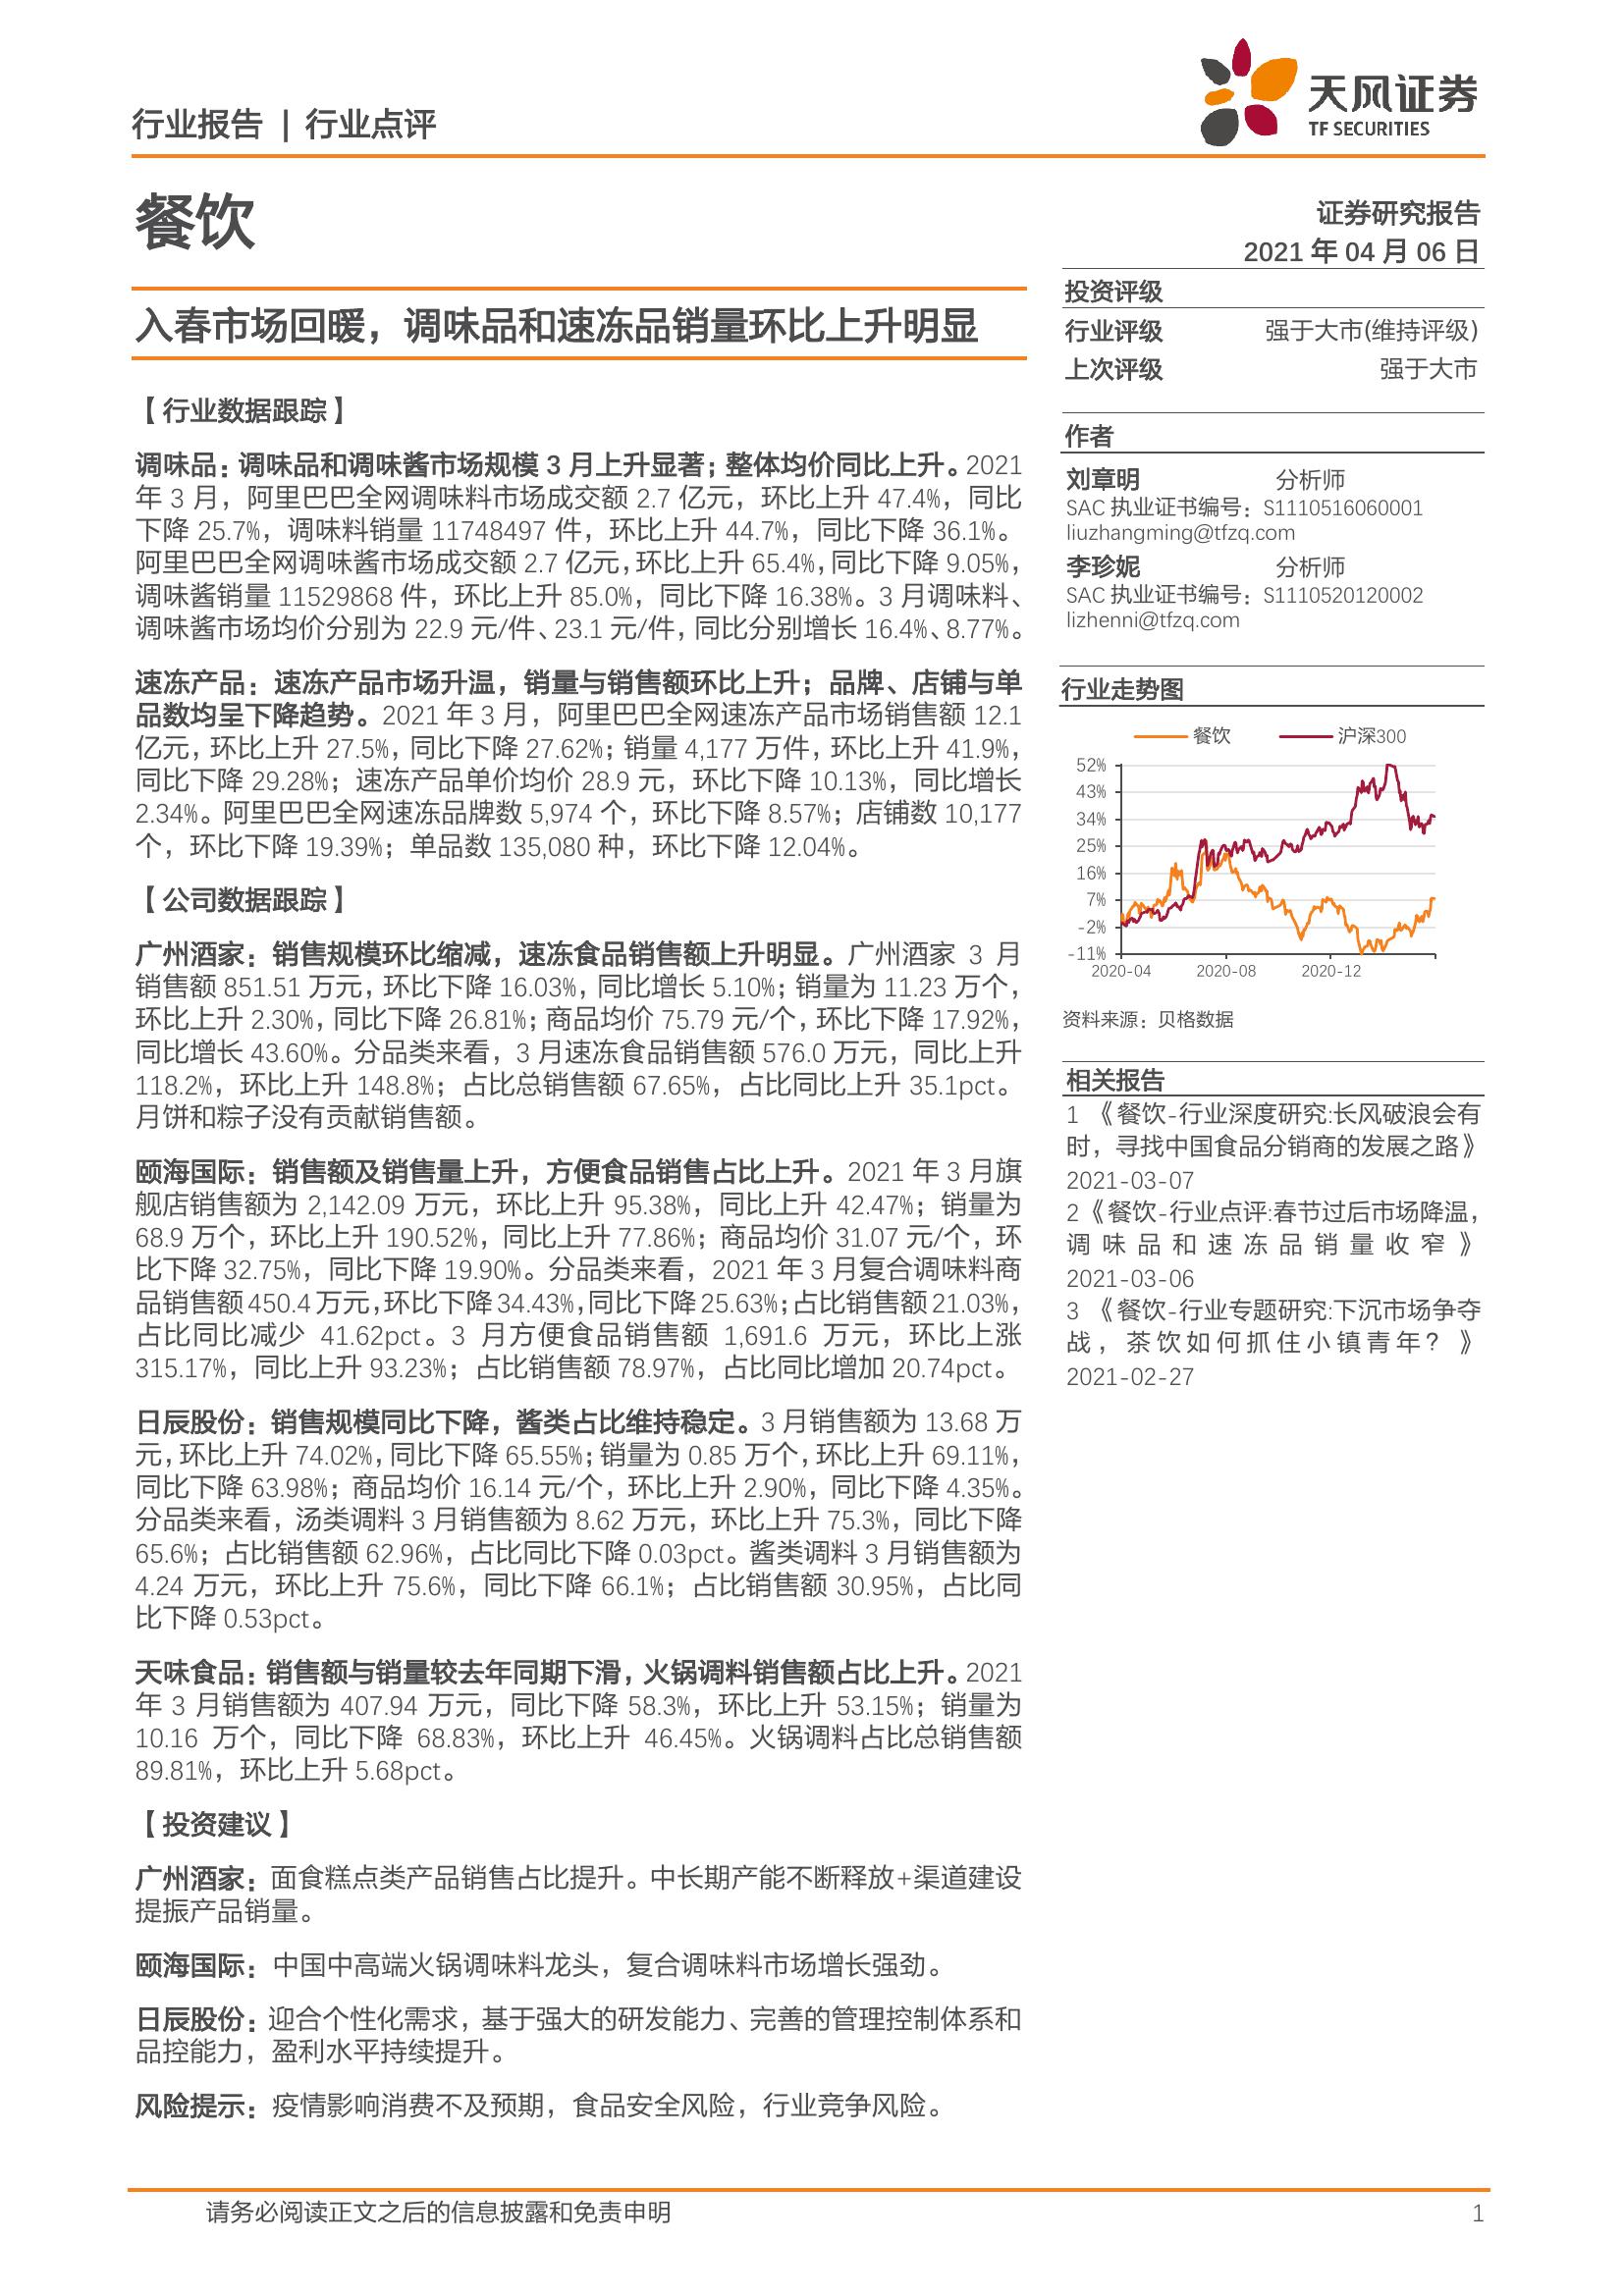 行业报告 | 行业点评
天风证券
TF SECURITIES
餐饮
证券研究报告
2021 年 04 月 06 日
入春市场回暖，调味品和速冻品销量环比上升明显
【行业数据跟踪】
调味品：调味品和调味酱市场规模 3 月上升显著；整体均价同比上升。2021
年 3 月，阿里巴巴全网调味料市场成交额 2.7 亿元，环比上升 47.4%，同比
下降 25.7%，调味料销量 11748497 件，环比上升 44.7%，同比下降 36.1%。
阿里巴巴全网调味酱市场成交额 2.7 亿元，环比上升 65.4%，同比下降 9.05%，
调味酱销量 11529868 件，环比上升 85.0%，同比下降 16.38%。3 月调味料、
调味酱市场均价分别为 22.9 元/件、23.1 元/件，同比分别增长 16.4%、8.77%。
速冻产品：速冻产品市场升温，销量与销售额环比上升；品牌、店铺与单
品数均呈下降趋势。2021 年 3 月，阿里巴巴全网速冻产品市场销售额 12.1
亿元，环比上升 27.5%，同比下降 27.62%；销量 4,177 万件，环比上升 41.9%，
同比下降 29.28%；速冻产品单价均价 28.9 元，环比下降 10.13%，同比增长
2.34%。阿里巴巴全网速冻品牌数 5,974 个，环比下降 8.57%；店铺数 10,177
个，环比下降 19.39%；单品数 135,080 种，环比下降 12.04%。
【公司数据跟踪】
广州酒家：销售规模环比缩减，速冻食品销售额上升明显。广州酒家 3 月
销售额 851.51 万元，环比下降 16.03%，同比增长 5.10%；销量为 11.23 万个，
环比上升 2.30%，同比下降 26.81%；商品均价 75.79 元/个，环比下降 17.92%，
同比增长 43.60%。分品类来看，3 月速冻食品销售额 576.0 万元，同比上升
118.2%，环比上升 148.8%；占比总销售额 67.65%，占比同比上升 35.1pct。
月饼和粽子没有贡献销售额。
颐海国际：销售额及销售量上升，方便食品销售占比上升。2021 年 3 月旗
舰店销售额为 2,142.09 万元，环比上升 95.38%，同比上升 42.47%；销量为
68.9 万个，环比上升 190.52%，同比上升 77.86%；商品均价 31.07 元/个，环
比下降 32.75%，同比下降 19.90%。分品类来看，2021 年 3 月复合调味料商
品销售额 450.4 万元，环比下降 34.43%，同比下降 25.63%；占比销售额 21.03%，
占比同比减少 41.62pct。3 月方便食品销售额 1,691.6 万元，环比上涨
315.17%，同比上升 93.23%；占比销售额 78.97%，占比同比增加 20.74pct。
日辰股份：销售规模同比下降，酱类占比维持稳定。3 月销售额为 13.68 万
元，环比上升 74.02%，同比下降 65.55%；销量为 0.85 万个，环比上升 69.11%，
同比下降 63.98%；商品均价 16.14 元/个，环比上升 2.90%，同比下降 4.35%。
分品类来看，汤类调料 3 月销售额为 8.62 万元，环比上升 75.3%，同比下降
65.6%；占比销售额 62.96%，占比同比下降 0.03pct。酱类调料 3 月销售额为
4.24 万元，环比上升 75.6%，同比下降 66.1%；占比销售额 30.95%，占比同
比下降 0.53pct。
天味食品：销售额与销量较去年同期下滑，火锅调料销售额占比上升。2021
年 3 月销售额为 407.94 万元，同比下降 58.3%，环比上升 53.15%；销量为
10.16 万个，同比下降 68.83%，环比上升 46.45%。火锅调料占比总销售额
89.81%，环比上升 5.68pct。
【投资建议】
广州酒家：面食糕点类产品销售占比提升。中长期产能不断释放+渠道建设
提振产品销量。
颐海国际：中国中高端火锅调味料龙头，复合调味料市场增长强劲。
日辰股份：迎合个性化需求，基于强大的研发能力、完善的管理控制体系和
品控能力，盈利水平持续提升。
风险提示：疫情影响消费不及预期，食品安全风险，行业竞争风险。
投资评级
行业评级 强于大市(维持评级)
上次评级 强于大市
作者
刘章明 分析师
SAC 执业证书编号：S1110516060001
liuzhangming@tfzq.com
李珍妮 分析师
SAC 执业证书编号：S1110520120002
lizhenni@tfzq.com
行业走势图
餐饮 沪深300
52%
43%
34%
25%
16%
7%
-2%
-11%
2020-04 2020-08 2020-12
资料来源：贝格数据
相关报告
1 《餐饮-行业深度研究:长风破浪会有
时，寻找中国食品分销商的发展之路》
2021-03-07
2《餐饮-行业点评:春节过后市场降温，
调味品和速冻品销量收窄》
2021-03-06
3 《餐饮-行业专题研究:下沉市场争夺
战，茶饮如何抓住小镇青年？》
2021-02-27
请务必阅读正文之后的信息披露和免责申明 1